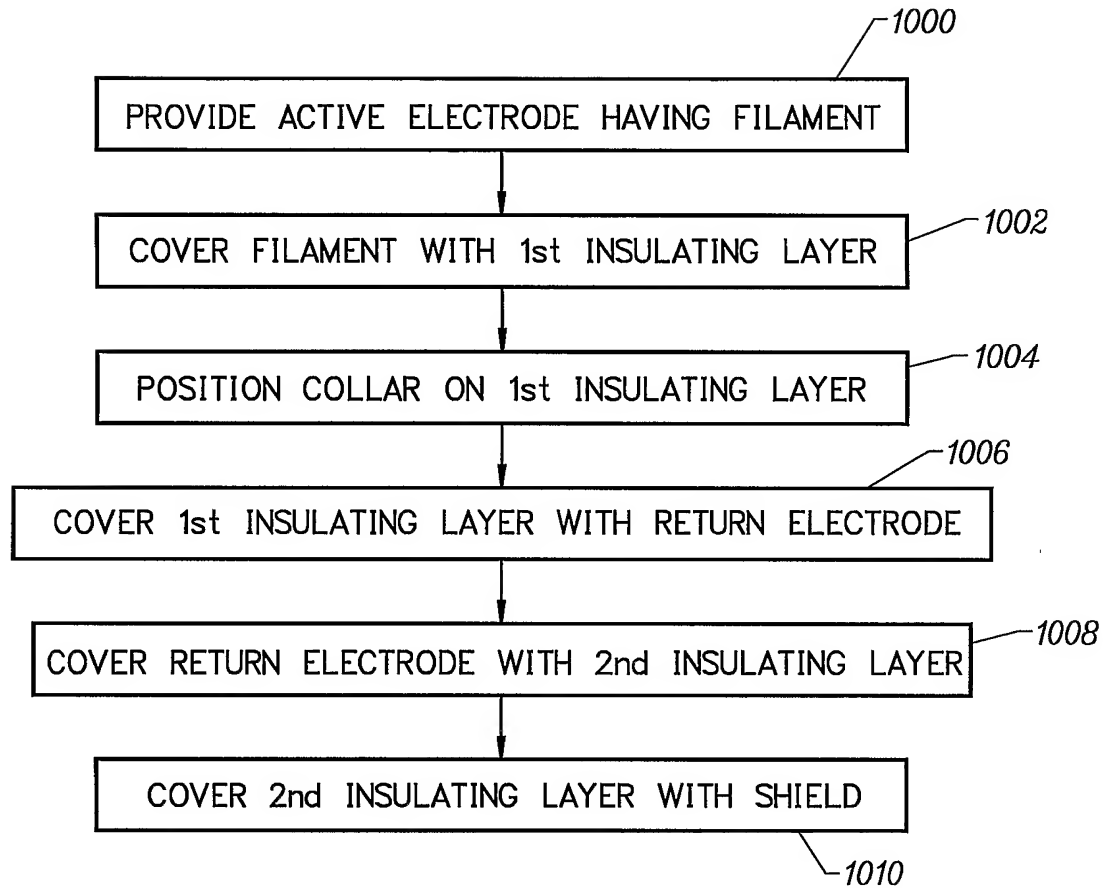 1000
PROVIDE ACTIVE ELECTRODE HAVING FILAMENT
1002
COVER FILAMENT WITH 1st INSULATING LAYER
1004
POSITION COLLAR ON 1st INSULATING LAYER
1006
COVER 1st INSULATING LAYER WITH RETURN ELECTRODE
1008
COVER RETURN ELECTRODE WITH 2nd INSULATING LAYER
COVER 2nd INSULATING LAYER WITH SHIELD
1010